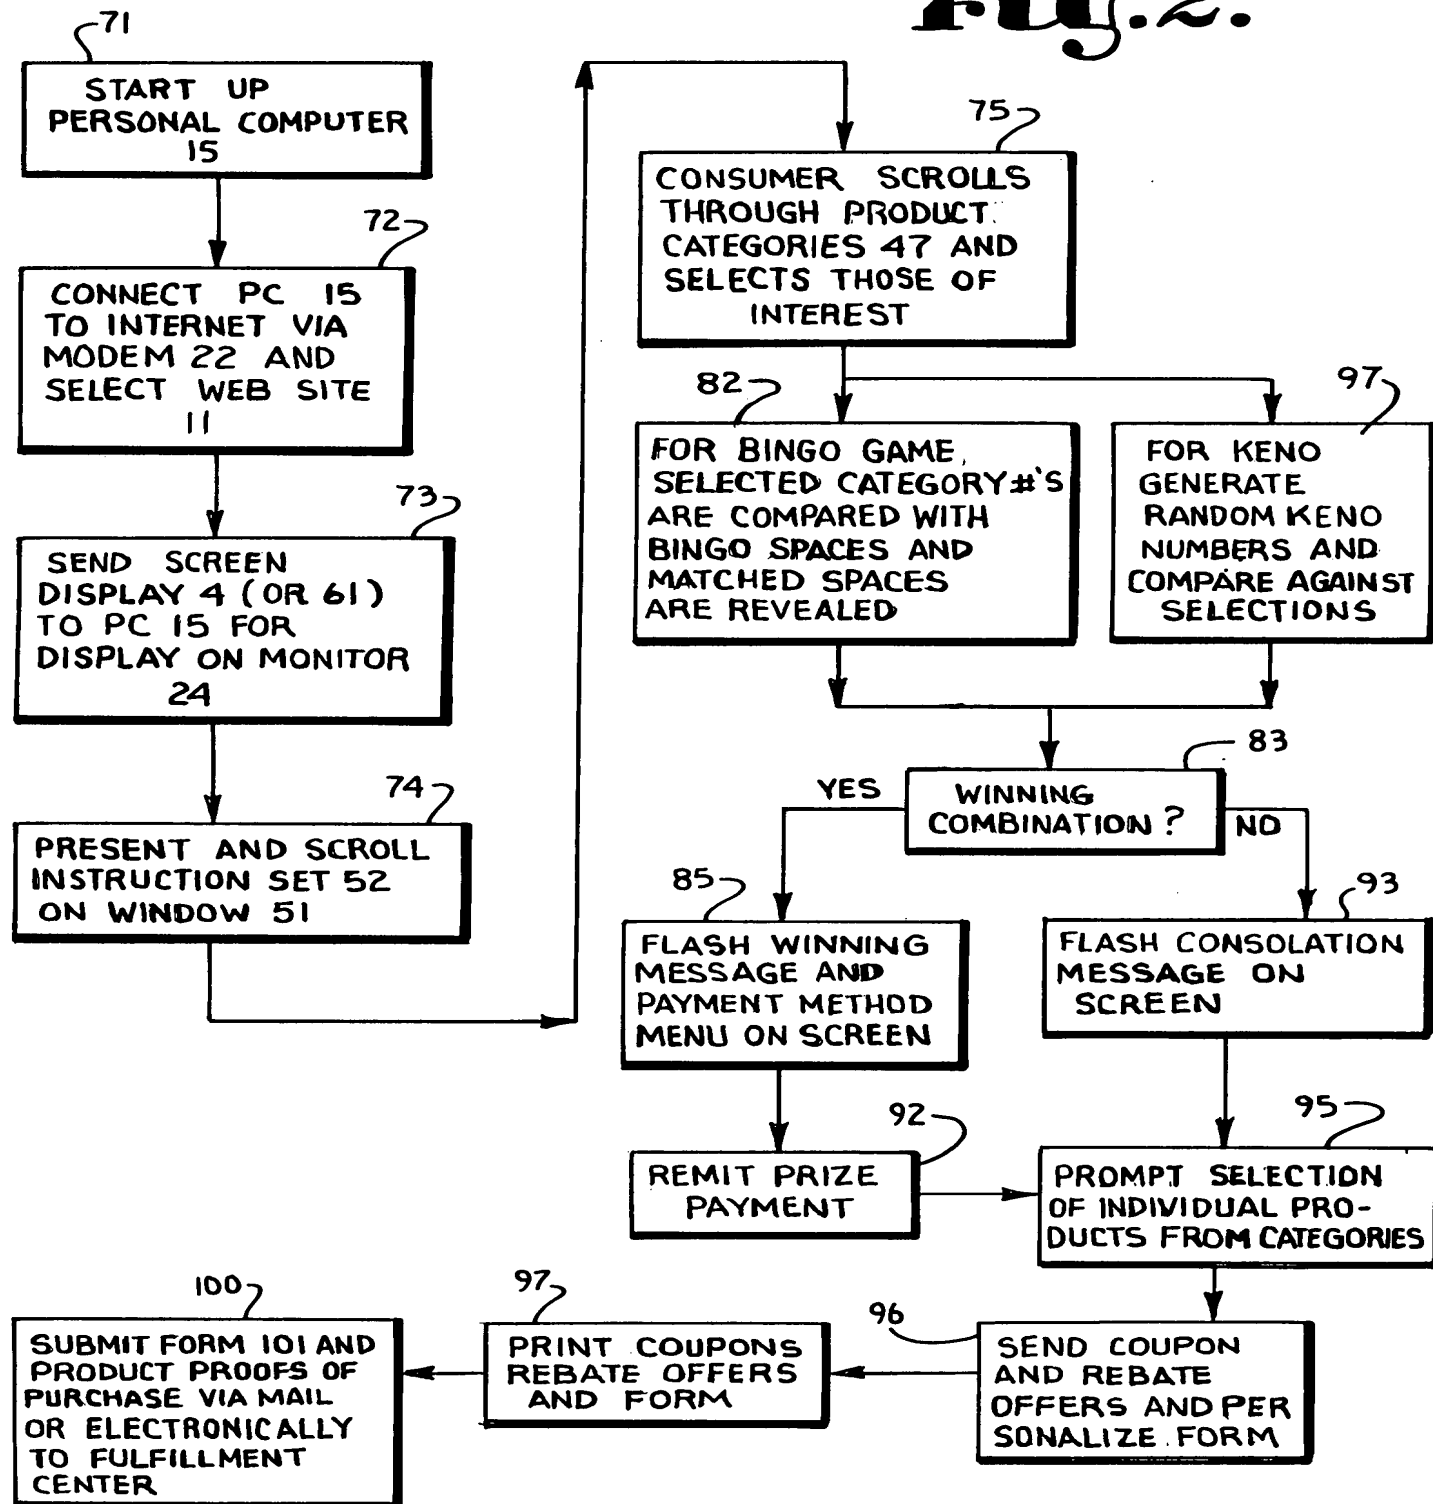 Fig.2.
71
START UP
PERSONAL COMPUTER
15
72
CONNECT PC 15
TO INTERNET VIA
MODEM 22 AND
SELECT WEB SITE
11
73
SEND SCREEN
DISPLAY 4 (OR 61)
TO PC 15 FOR
DISPLAY ON MONITOR
24
74
PRESENT AND SCROLL
INSTRUCTION SET 52
ON WINDOW 51
75
CONSUMER SCROLLS
THROUGH PRODUCT
CATEGORIES 47 AND
SELECTS THOSE OF
INTEREST
82
FOR BINGO GAME,
SELECTED CATEGORY#'S
ARE COMPARED WITH
BINGO SPACES AND
MATCHED SPACES
ARE REVEALED
97
FOR KENO
GENERATE
RANDOM KENO
NUMBERS AND
COMPARE AGAINST
SELECTIONS
83
WINNING
COMBINATION?
YES
NO
85
FLASH WINNING
MESSAGE AND
PAYMENT METHOD
MENU ON SCREEN
93
FLASH CONSOLATION
MESSAGE ON
SCREEN
92
REMIT PRIZE
PAYMENT
95
PROMPT SELECTION
OF INDIVIDUAL PRO-
DUCTS FROM CATEGORIES
96
SEND COUPON
AND REBATE
OFFERS AND PER
SONALIZE FORM
97
PRINT COUPONS
REBATE OFFERS
AND FORM
100
SUBMIT FORM 101 AND
PRODUCT PROOFS OF
PURCHASE VIA MAIL
OR ELECTRONICALLY
TO FULFILLMENT
CENTER